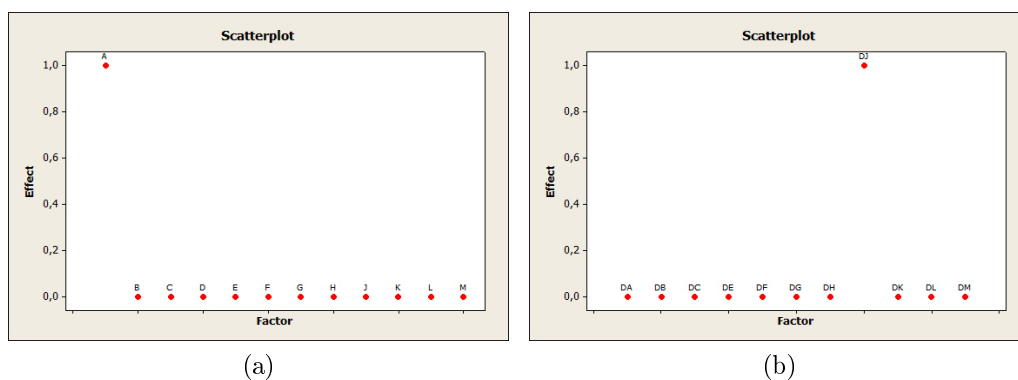 Scatterplot
A
1,0
0,8
0,6
Effect
0,4
0,2
B C D E F G H J K L M
0,0
Factor
(a)
Scatterplot
DJ
1,0
0,8
0,6
Effect
0,4
0,2
DA DB DC DE DF DG DH DK DL DM
0,0
Factor
(b)